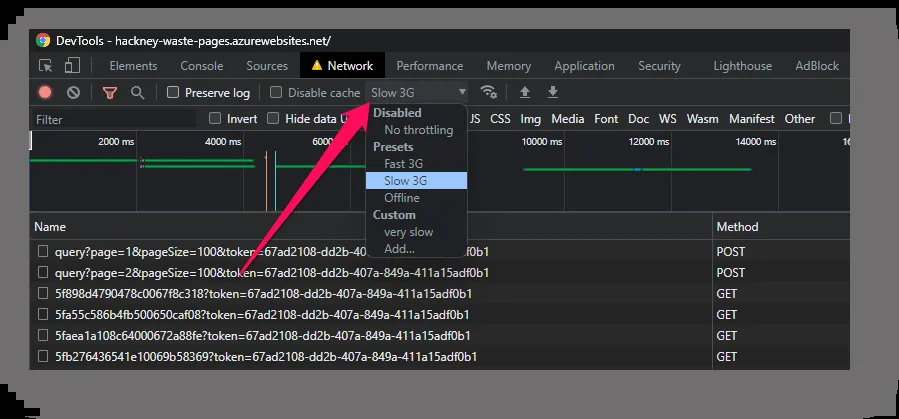 DevTools - hackney-waste-pages.azurewebsites.net/
Elements Console Sources Network Performance Memory Application Security Lighthouse AdBlock
Preserve log Disable cache Slow 3G
Filter Invert Hide data U JS CSS Img Media Font Doc WS Wasm Manifest Other
Disabled
No throttling
Presets
Fast 3G
Slow 3G
Offline
Custom
very slow
Add...
2000 ms 4000 ms 6000 10000 ms 12000 ms 14000 ms
Name Method
query?page=1&pageSize=100&token=67ad2108-dd2b-407a-849a-411a15adf0b1 POST
query?page=2&pageSize=100&token=67ad2108-dd2b-407a-849a-411a15adf0b1 POST
5f898d4790478c0067f8c318?token=67ad2108-dd2b-407a-849a-411a15adf0b1 GET
5fa55c586b4fb500650caf08?token=67ad2108-dd2b-407a-849a-411a15adf0b1 GET
5faea1a108c64000672a88fe?token=67ad2108-dd2b-407a-849a-411a15adf0b1 GET
5fb276436541e10069b58369?token=67ad2108-dd2b-407a-849a-411a15adf0b1 GET